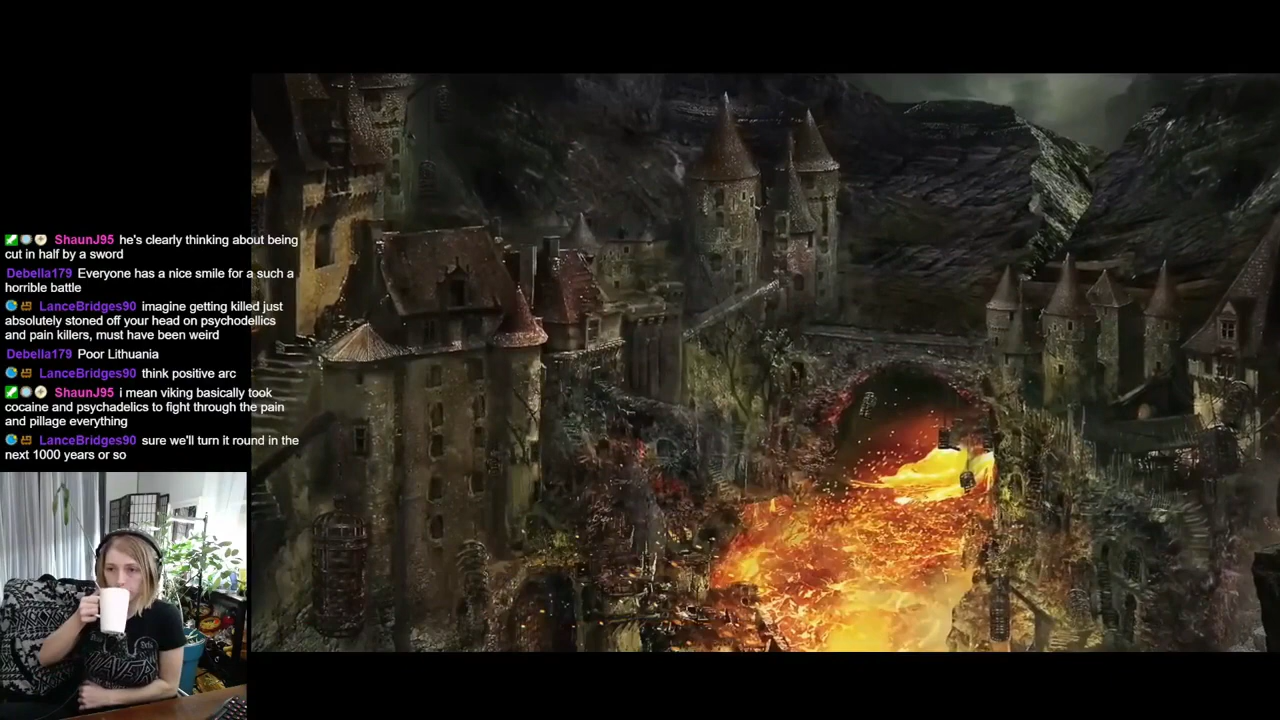 ShaunJ95 he's clearly thinking about being
cut in half by a sword
Debella179 Everyone has a nice smile for a such a
horrible battle
LanceBridges90 imagine getting killed just
absolutely stoned off your head on psychodellics
and pain killers, must have been weird
Debella179 Poor Lithuania
LanceBridges90 think positive arc
ShaunJ95 i mean viking basically took
cocaine and psychadelics to fight through the pain
and pillage everything
LanceBridges90 sure we'll turn it round in the
next 1000 years or so